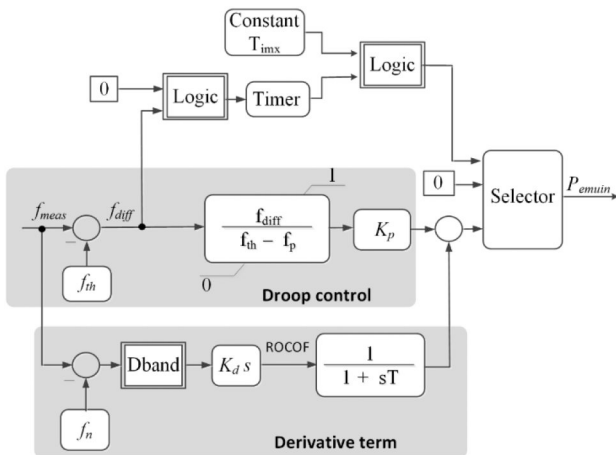 Constant
T_imx
Logic
0
Logic
Timer
0
Selector
P_emuin
f_meas
f_diff
1
f_diff
f_th − f_p
0
K_p
−
f_th
Droop control
Dband
K_d s
ROCOF
1
1 + sT
−
f_n
Derivative term